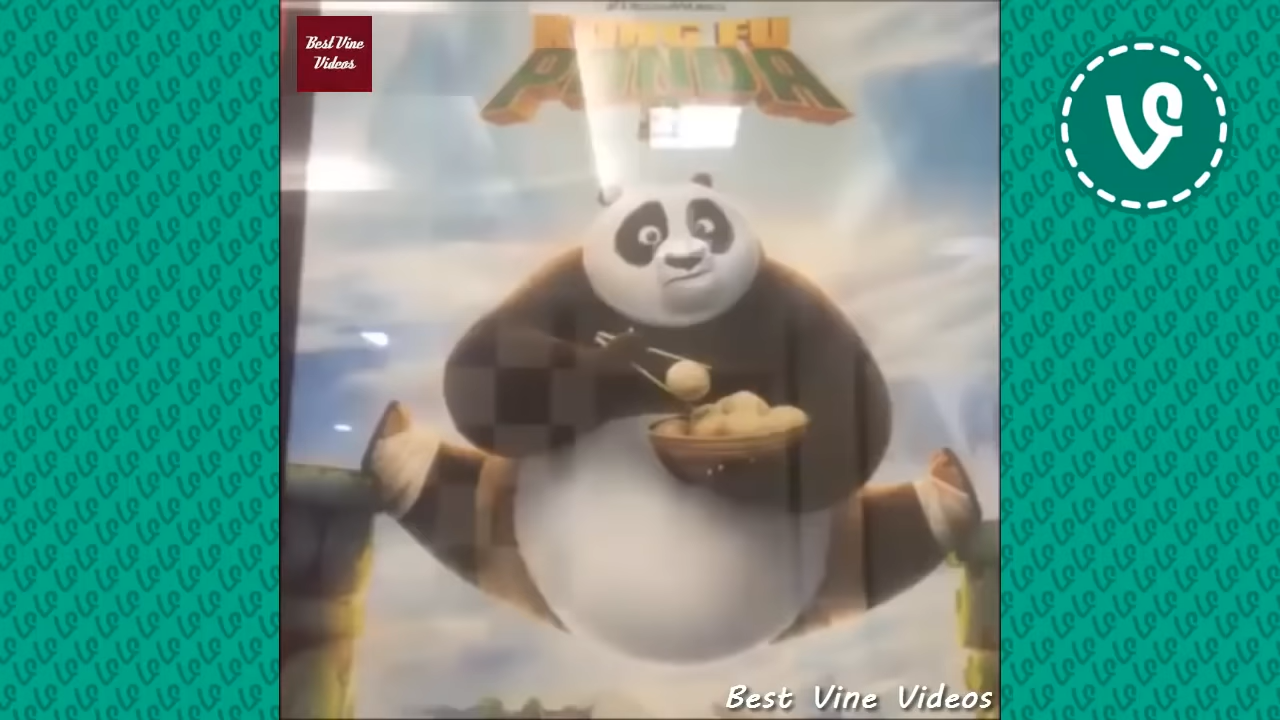 Best Vine
Videos
KUNG FU
PANDA
Best Vine Videos